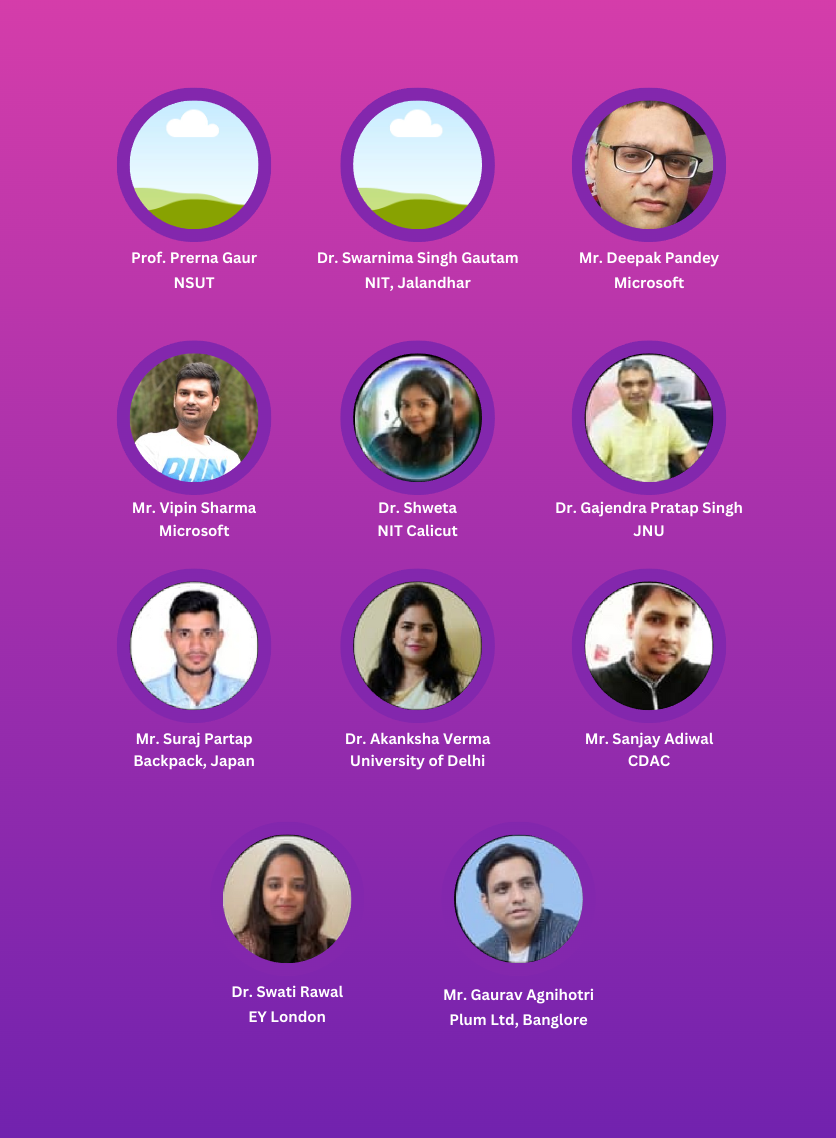 Prof. Prerna Gaur
NSUT
Dr. Swarnima Singh Gautam
NIT, Jalandhar
Mr. Deepak Pandey
Microsoft
Mr. Vipin Sharma
Microsoft
Dr. Shweta
NIT Calicut
Dr. Gajendra Pratap Singh
JNU
Mr. Suraj Partap
Backpack, Japan
Dr. Akanksha Verma
University of Delhi
Mr. Sanjay Adiwal
CDAC
Dr. Swati Rawal
EY London
Mr. Gaurav Agnihotri
Plum Ltd, Banglore